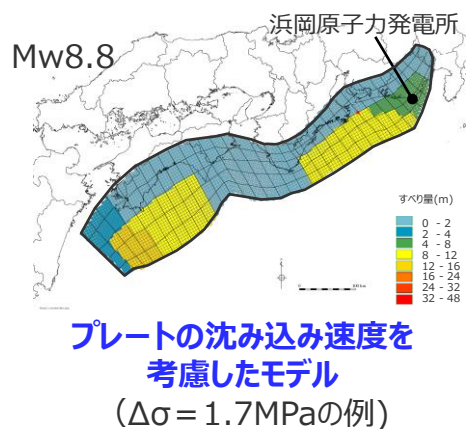 浜岡原子力発電所
Mw8.8
すべり量(m)
0 - 2
2 - 4
4 - 8
8 - 12
12 - 16
16 - 24
24 - 32
32 - 48
プレートの沈み込み速度を
考慮したモデル
（Δσ＝1.7MPaの例)